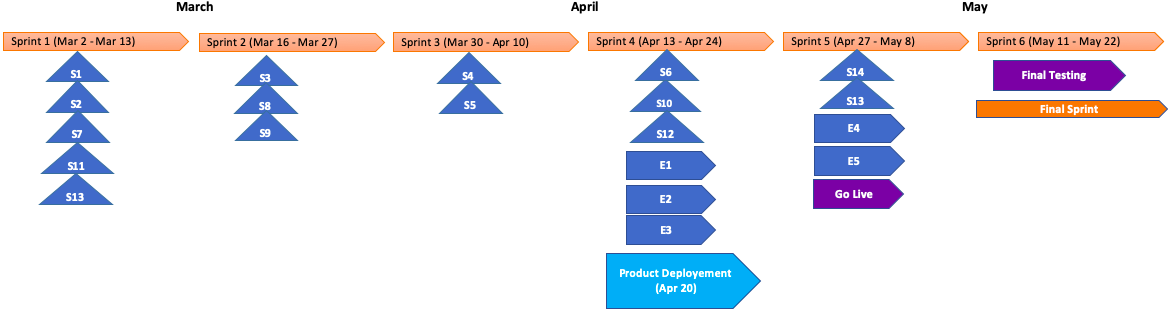 March
April
May
Sprint 1 (Mar 2 - Mar 13)
Sprint 2 (Mar 16 - Mar 27)
Sprint 3 (Mar 30 - Apr 10)
Sprint 4 (Apr 13 - Apr 24)
Sprint 5 (Apr 27 - May 8)
Sprint 6 (May 11 - May 22)
S1
S2
S7
S11
S13
S3
S8
S9
S4
S5
S6
S10
S12
E1
E2
E3
Product Deployement
(Apr 20)
S14
S13
E4
E5
Go Live
Final Testing
Final Sprint